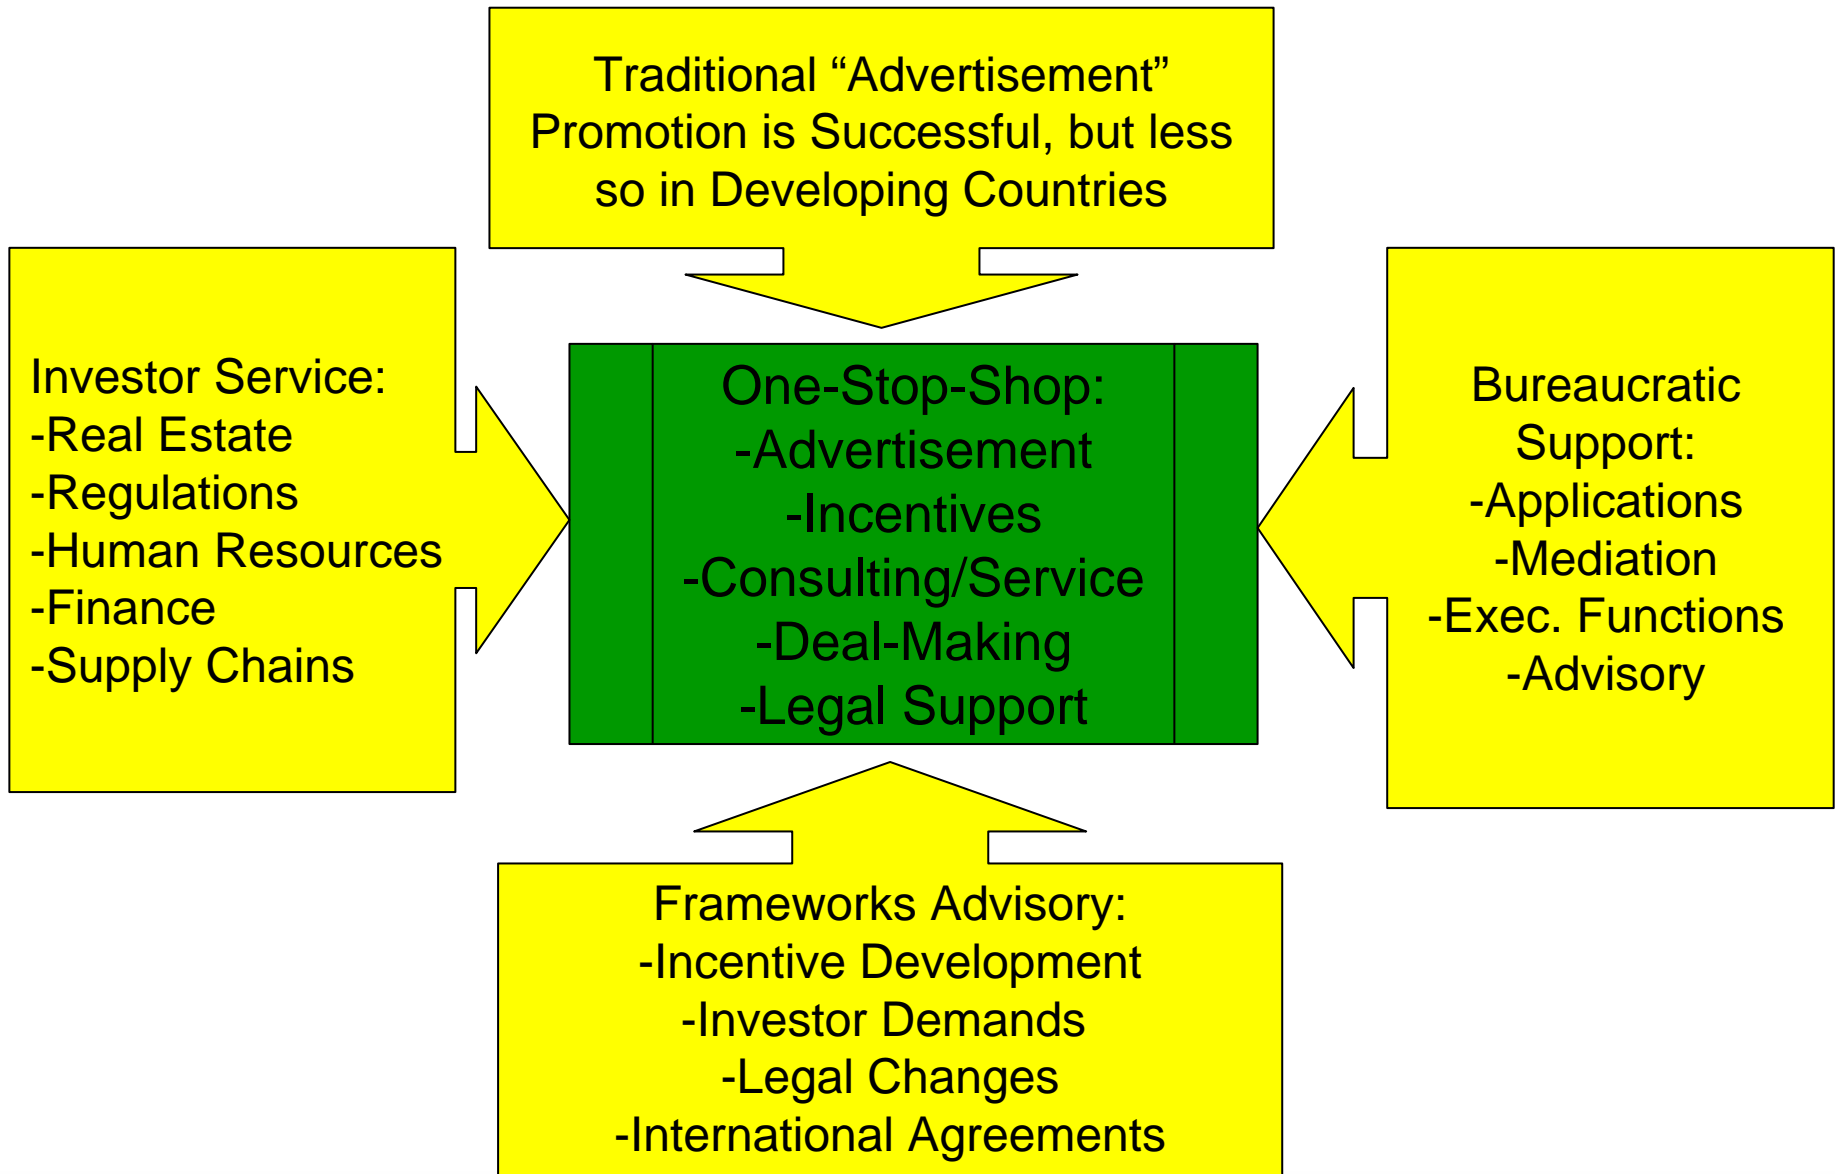 Traditional “Advertisement”
Promotion is Successful, but less
so in Developing Countries
Investor Service:
-Real Estate
-Regulations
-Human Resources
-Finance
-Supply Chains
One-Stop-Shop:
-Advertisement
-Incentives
-Consulting/Service
-Deal-Making
-Legal Support
Bureaucratic
Support:
-Applications
-Mediation
-Exec. Functions
-Advisory
Frameworks Advisory:
-Incentive Development
-Investor Demands
-Legal Changes
-International Agreements